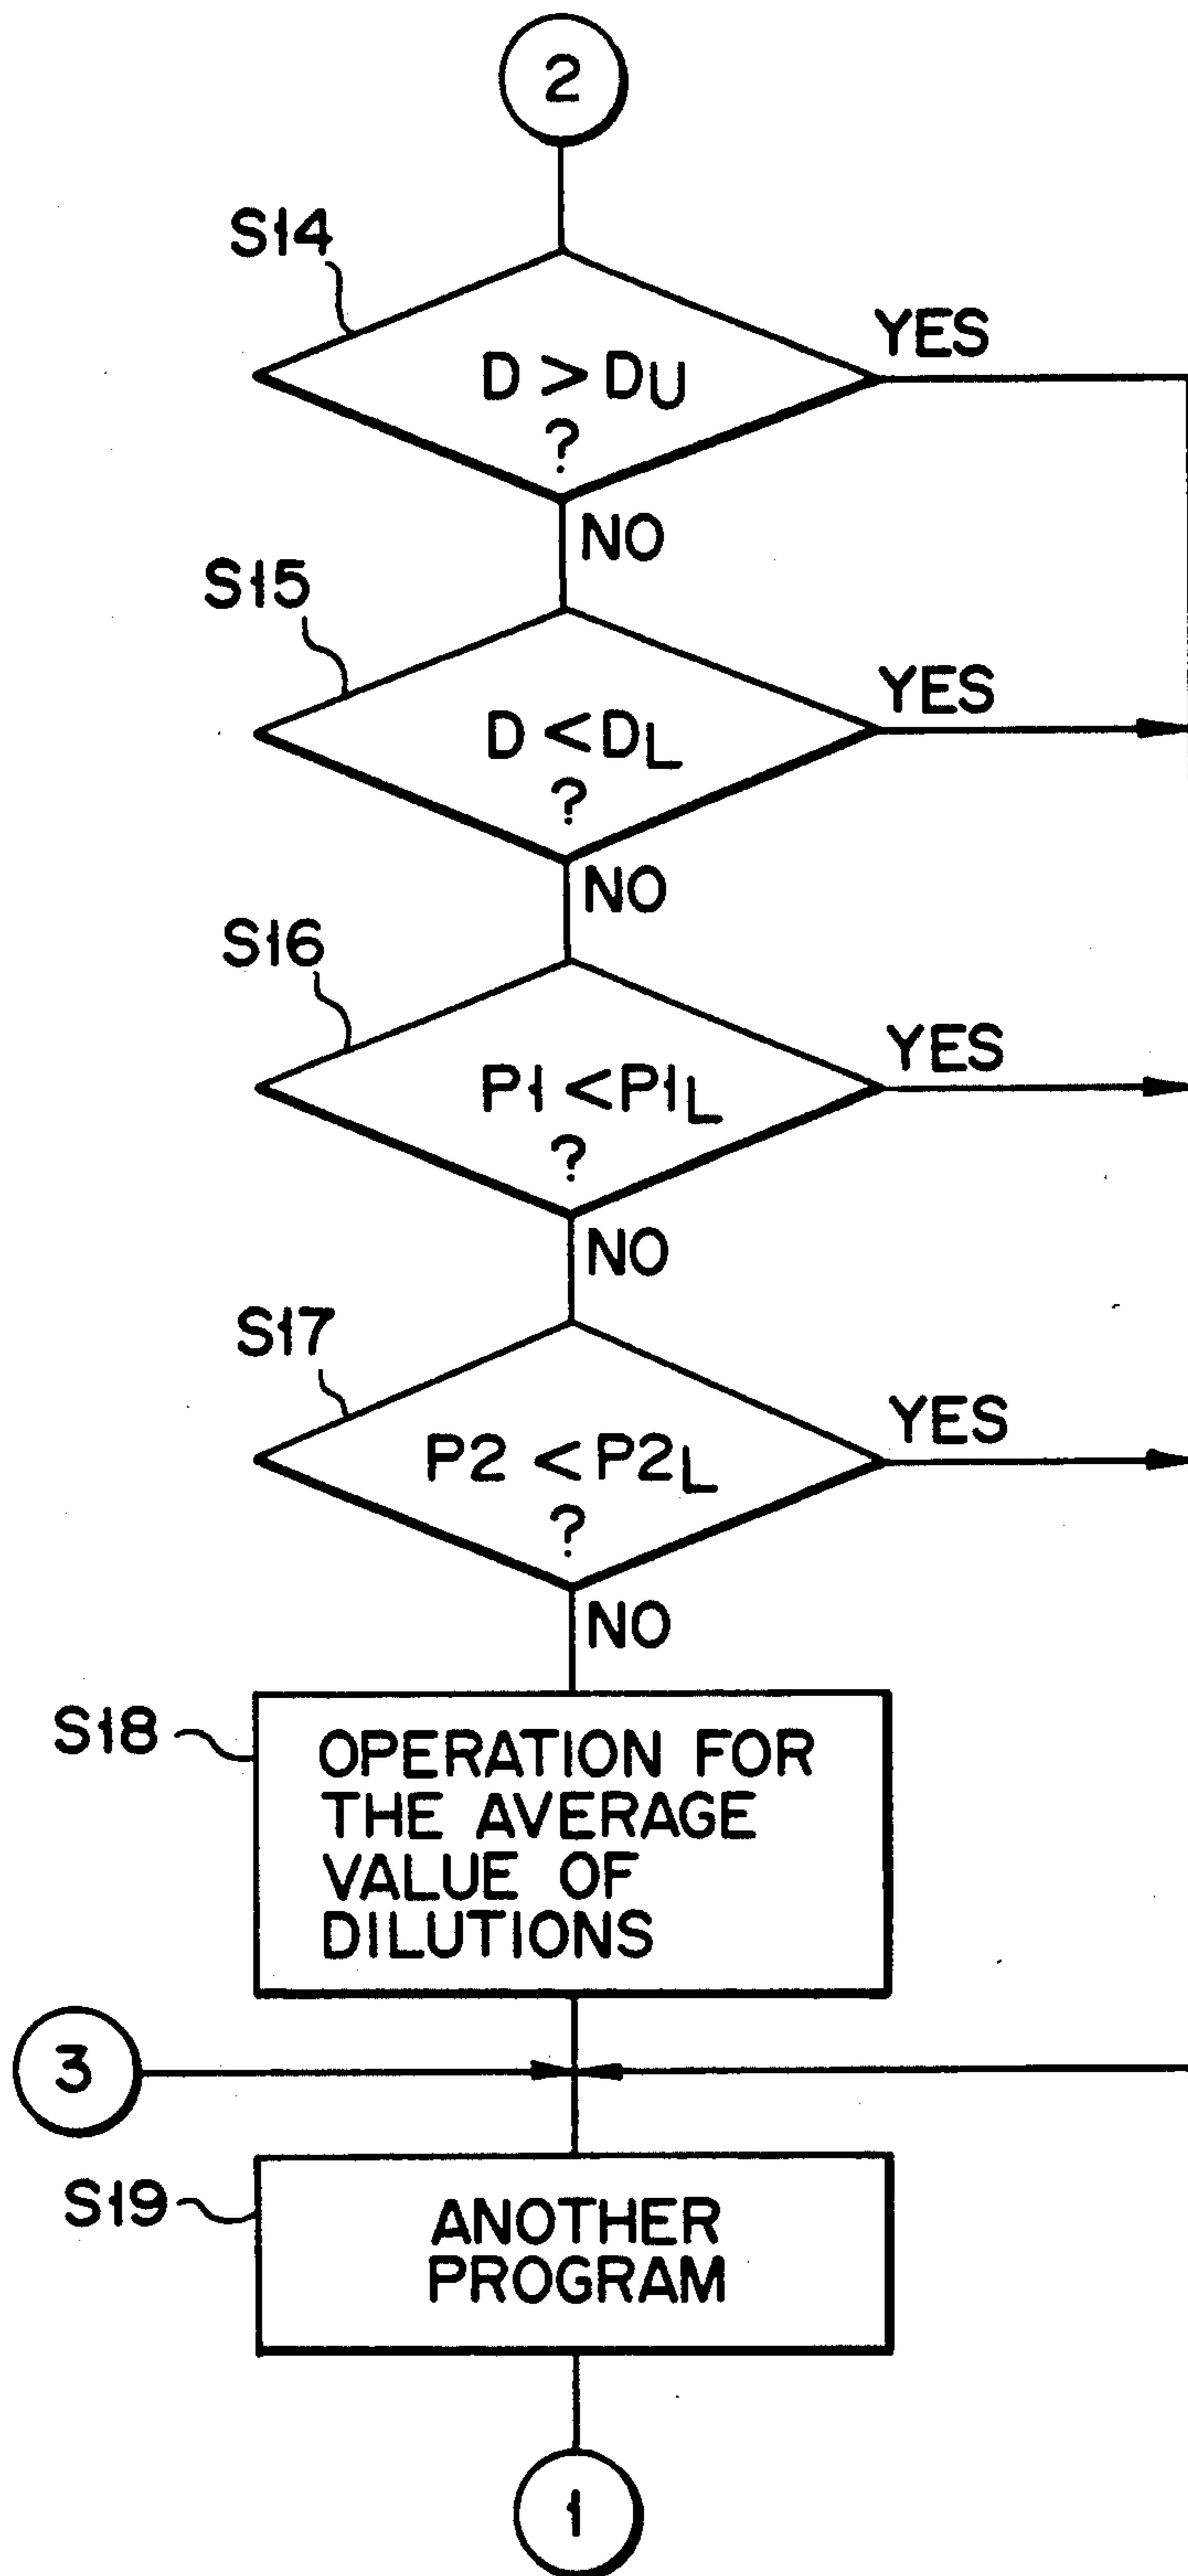 2
S14
D > DU
?
YES
NO
S15
D < DL
?
YES
NO
S16
P1 < P1L
?
YES
NO
S17
P2 < P2L
?
YES
NO
S18
OPERATION FOR
THE AVERAGE
VALUE OF
DILUTIONS
3
S19
ANOTHER
PROGRAM
1